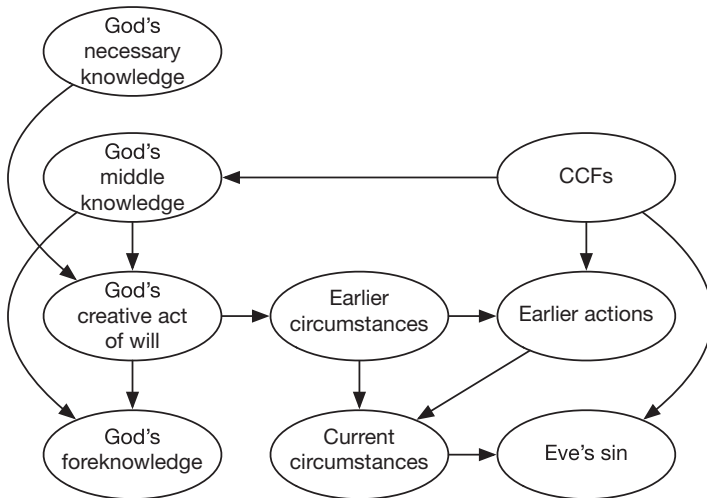 God's
necessary
knowledge
God's
middle
knowledge
CCFs
God's
creative act
of will
Earlier
circumstances
Earlier actions
God's
foreknowledge
Current
circumstances
Eve's sin